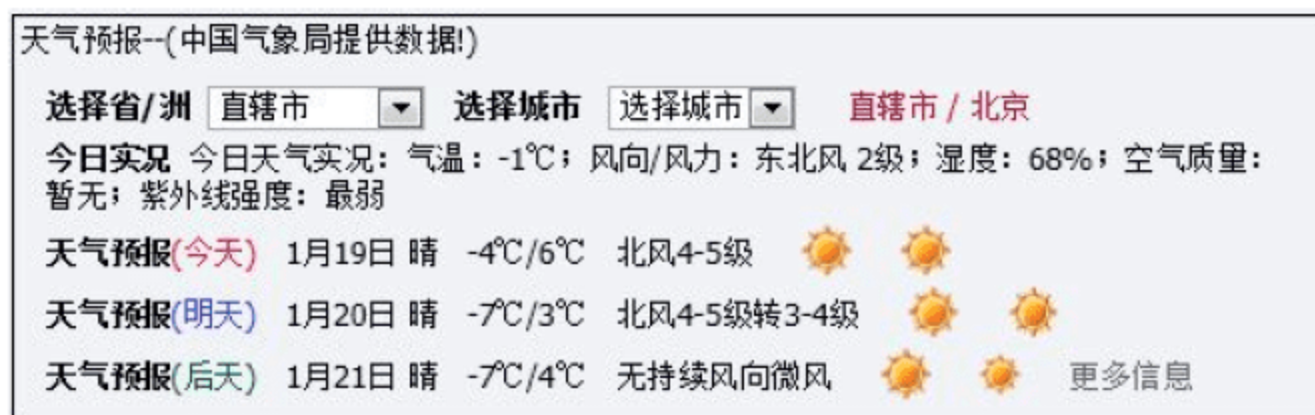 天气预报--(中国气象局提供数据!)
选择省/洲 直辖市 选择城市 选择城市 直辖市 / 北京
今日实况 今日天气实况：气温：-1℃；风向/风力：东北风 2级；湿度：68%；空气质量：
暂无；紫外线强度：最弱
天气预报(今天) 1月19日 晴 -4℃/6℃ 北风4-5级
天气预报(明天) 1月20日 晴 -7℃/3℃ 北风4-5级转3-4级
天气预报(后天) 1月21日 晴 -7℃/4℃ 无持续风向微风 更多信息